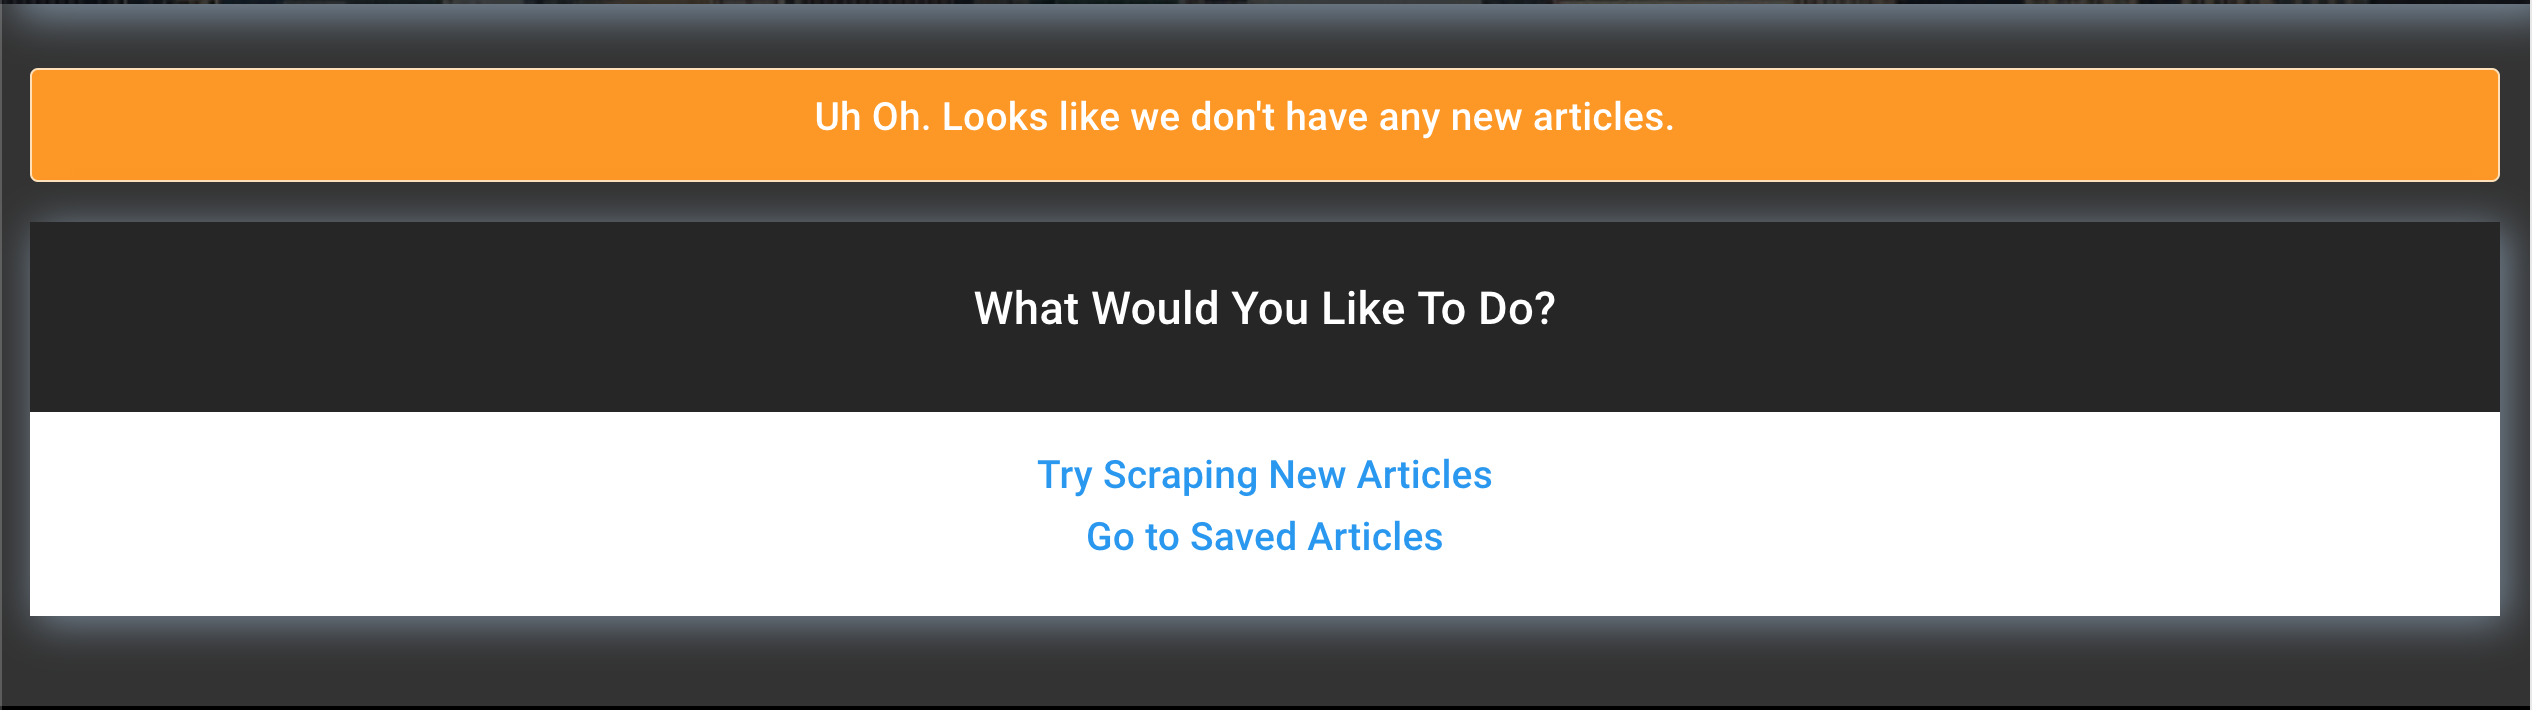 Uh Oh. Looks like we don't have any new articles.
What Would You Like To Do?
Try Scraping New Articles
Go to Saved Articles